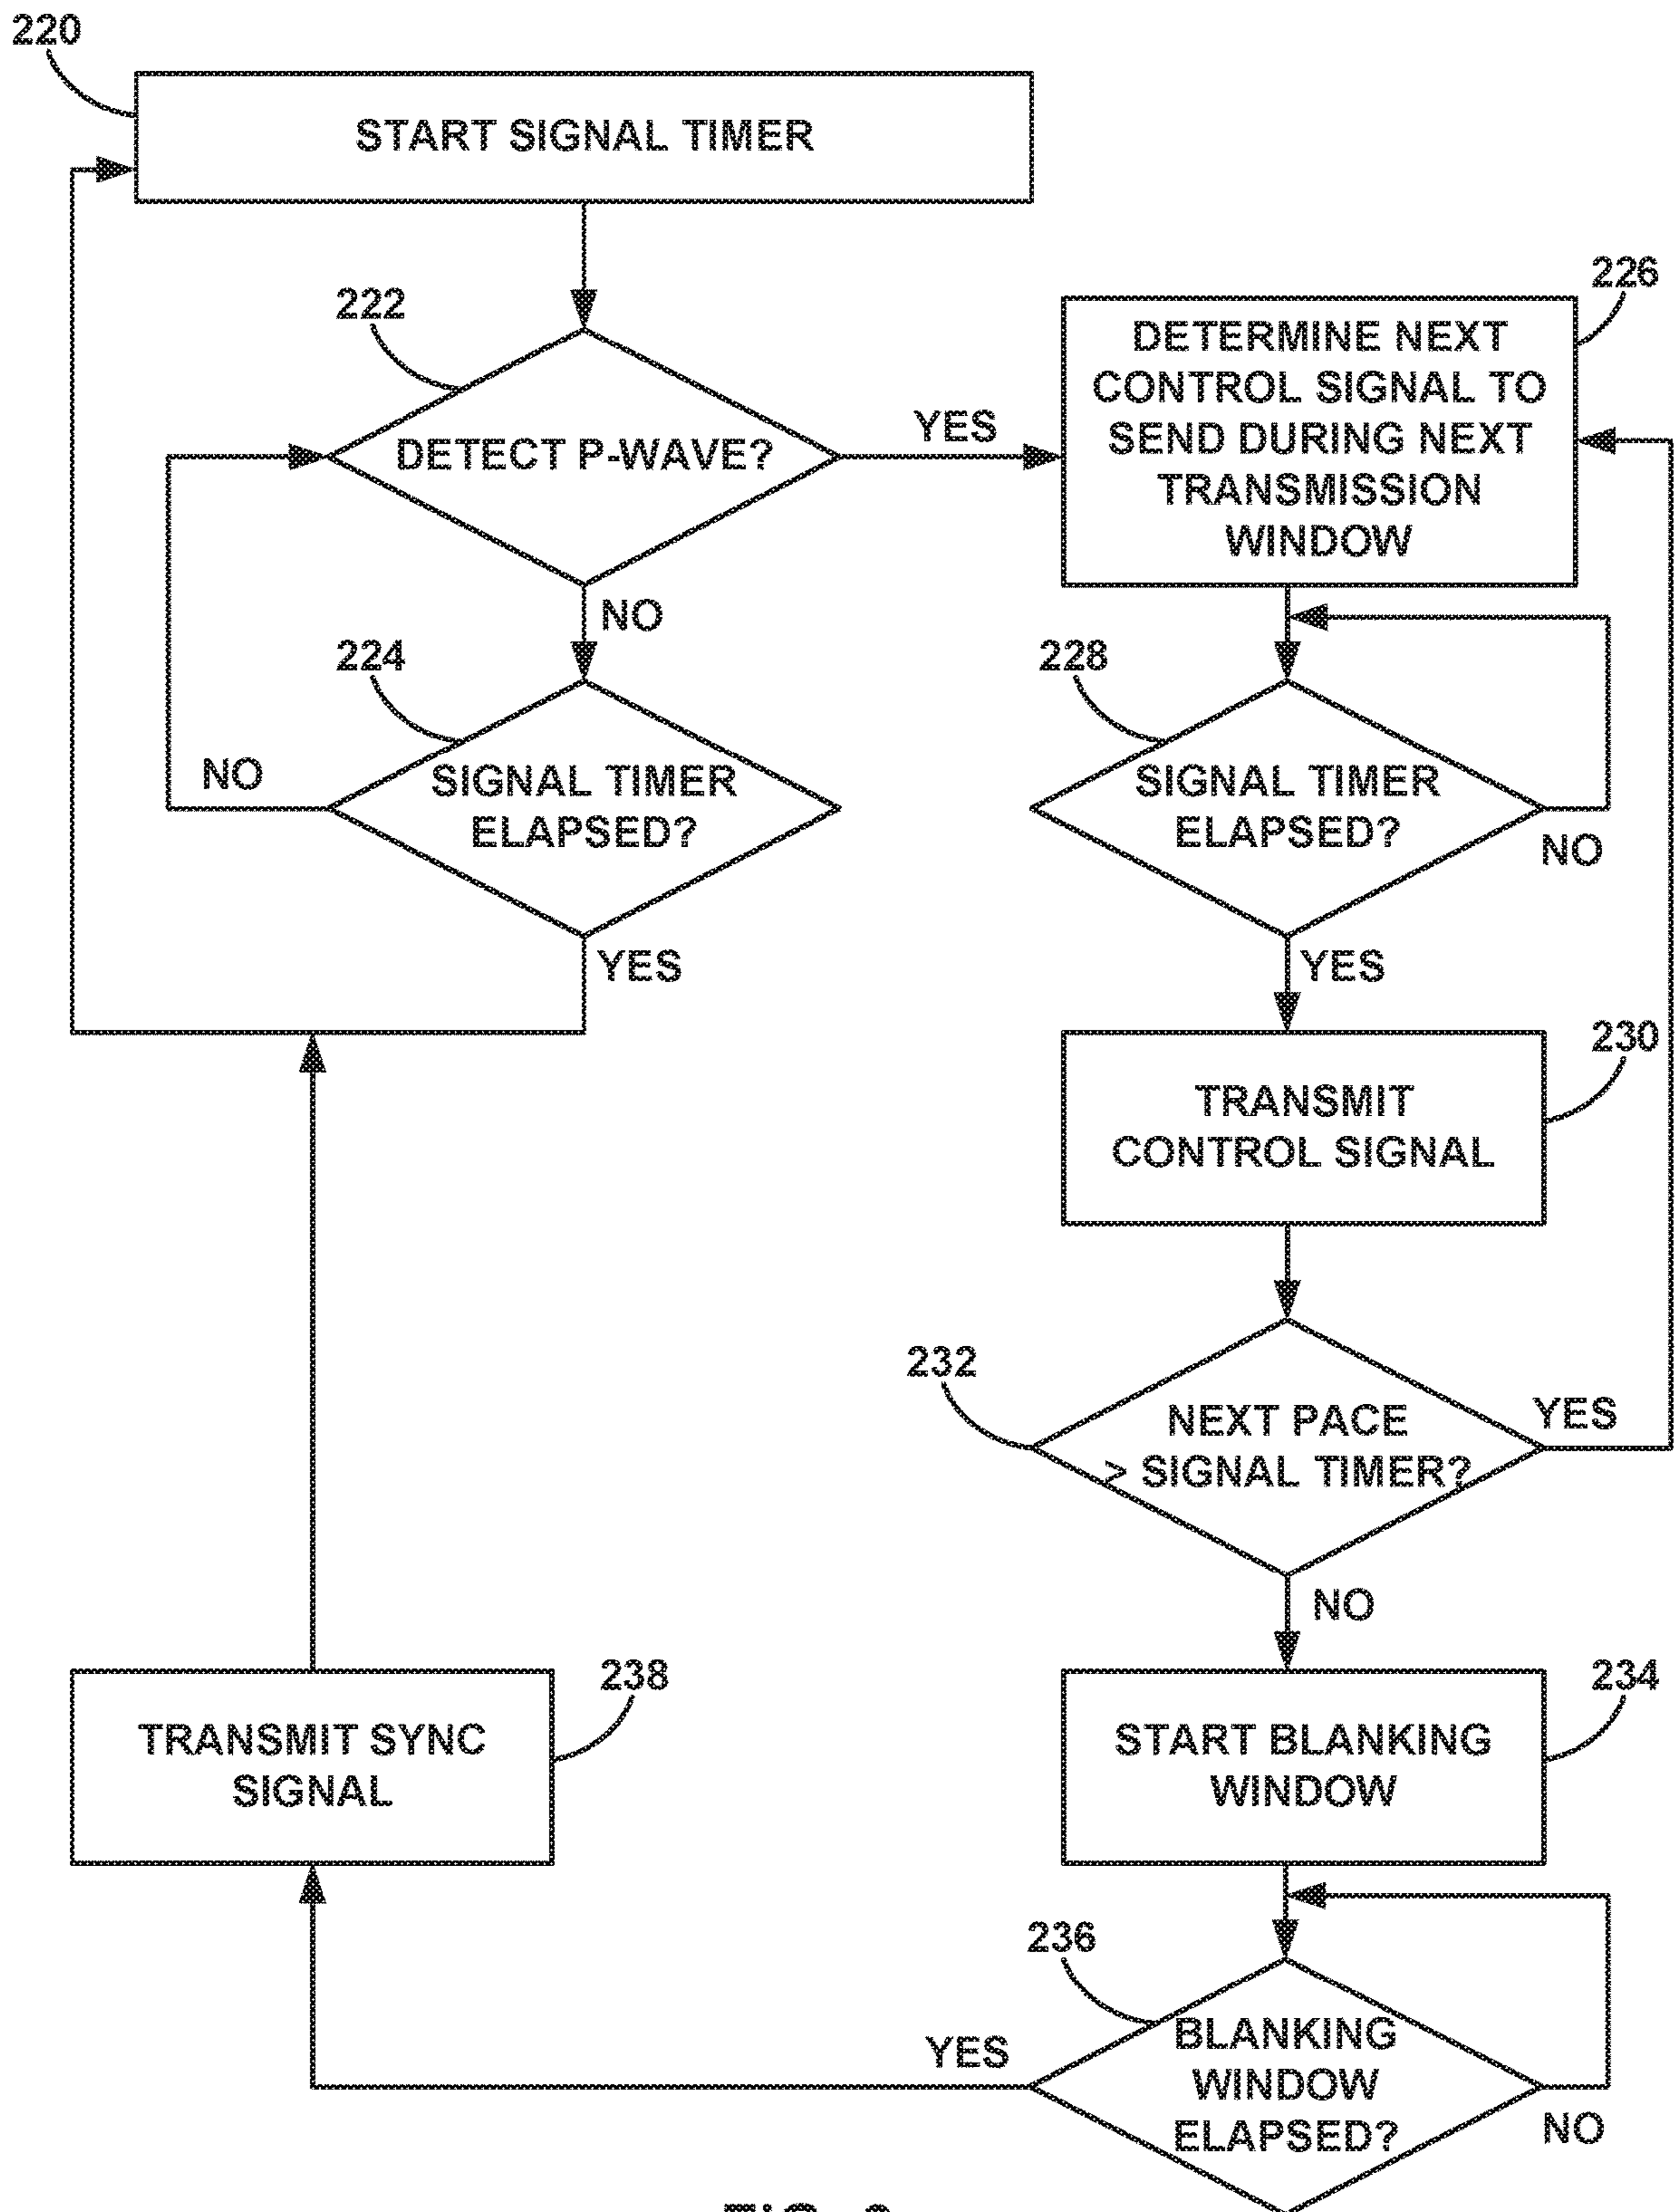 220
START SIGNAL TIMER
222
DETECT P-WAVE?
YES
NO
224
SIGNAL TIMER
ELAPSED?
NO
YES
226
DETERMINE NEXT
CONTROL SIGNAL TO
SEND DURING NEXT
TRANSMISSION
WINDOW
228
SIGNAL TIMER
ELAPSED?
NO
YES
230
TRANSMIT
CONTROL SIGNAL
232
NEXT PACE
> SIGNAL TIMER?
YES
NO
234
START BLANKING
WINDOW
236
BLANKING
WINDOW
ELAPSED?
NO
YES
238
TRANSMIT SYNC
SIGNAL